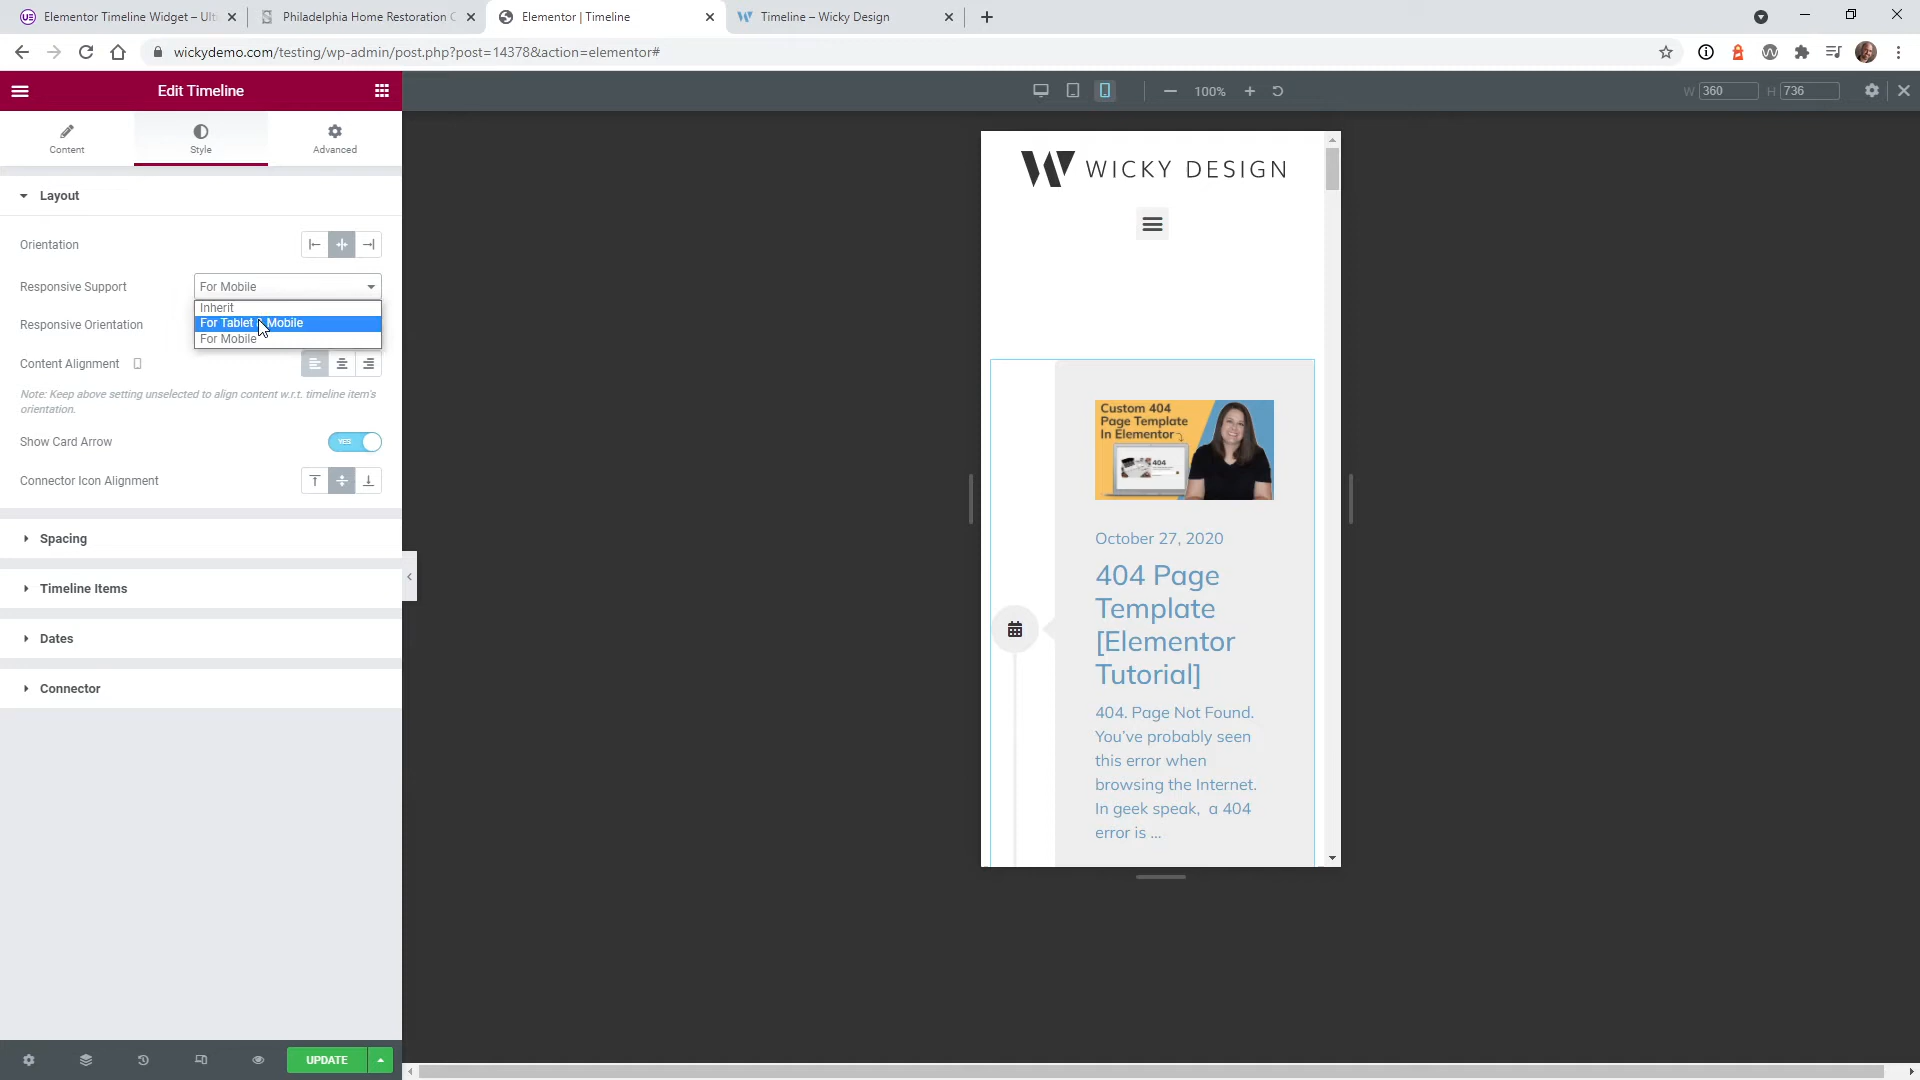 Elementor Timeline Widget – Ult
Philadelphia Home Restoration C
Elementor | Timeline
Timeline – Wicky Design
wickydemo.com/testing/wp-admin/post.php?post=14378&action=elementor#
Edit Timeline
100%
W 360 H 736
Content
Style
Advanced
Layout
Orientation
Responsive Support
For Mobile
Inherit
For Tablet & Mobile
For Mobile
Responsive Orientation
Content Alignment
Note: Keep above setting unselected to align content w.r.t. timeline item's
orientation.
Show Card Arrow
YES
Connector Icon Alignment
Spacing
Timeline Items
Dates
Connector
UPDATE
WICKY DESIGN
Custom 404
Page Template
In Elementor
404
October 27, 2020
404 Page
Template
[Elementor
Tutorial]
404. Page Not Found.
You've probably seen
this error when
browsing the Internet.
In geek speak,  a 404
error is ...